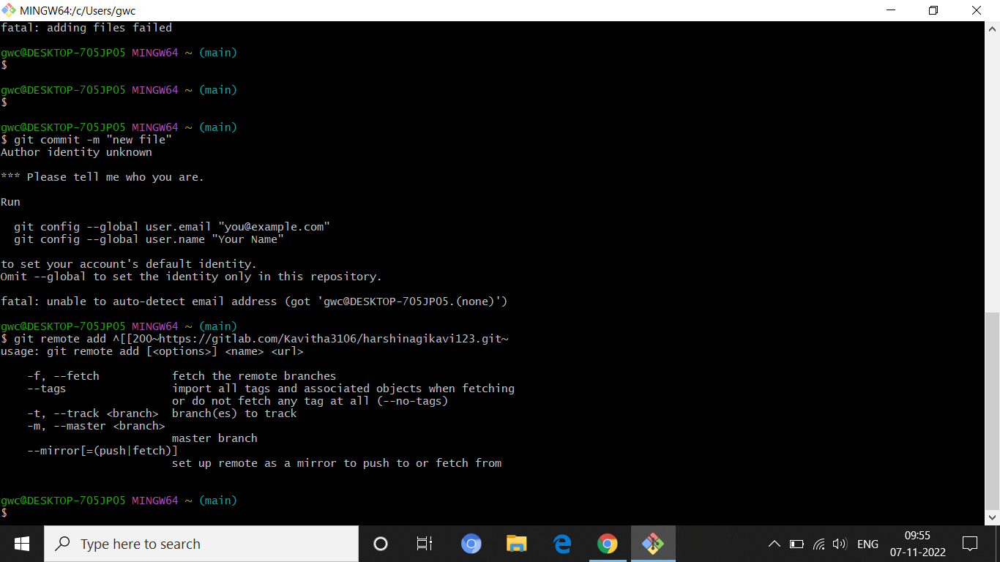 MINGW64:/c/Users/gwc
fatal: adding files failed
gwc@DESKTOP-705JP05 MINGW64 ~ (main)
$
gwc@DESKTOP-705JP05 MINGW64 ~ (main)
$
gwc@DESKTOP-705JP05 MINGW64 ~ (main)
$ git commit -m "new file"
Author identity unknown
*** Please tell me who you are.
Run
  git config --global user.email "you@example.com"
  git config --global user.name "Your Name"
to set your account's default identity.
Omit --global to set the identity only in this repository.
fatal: unable to auto-detect email address (got 'gwc@DESKTOP-705JP05.(none)')
gwc@DESKTOP-705JP05 MINGW64 ~ (main)
$ git remote add ^[[200~https://gitlab.com/Kavitha3106/harshinagikavi123.git~
usage: git remote add [<options>] <name> <url>
    -f, --fetch           fetch the remote branches
    --tags                import all tags and associated objects when fetching
                          or do not fetch any tag at all (--no-tags)
    -t, --track <branch>  branch(es) to track
    -m, --master <branch>
                          master branch
    --mirror[=(push|fetch)]
                          set up remote as a mirror to push to or fetch from
gwc@DESKTOP-705JP05 MINGW64 ~ (main)
$
Type here to search
ENG
09:55
07-11-2022